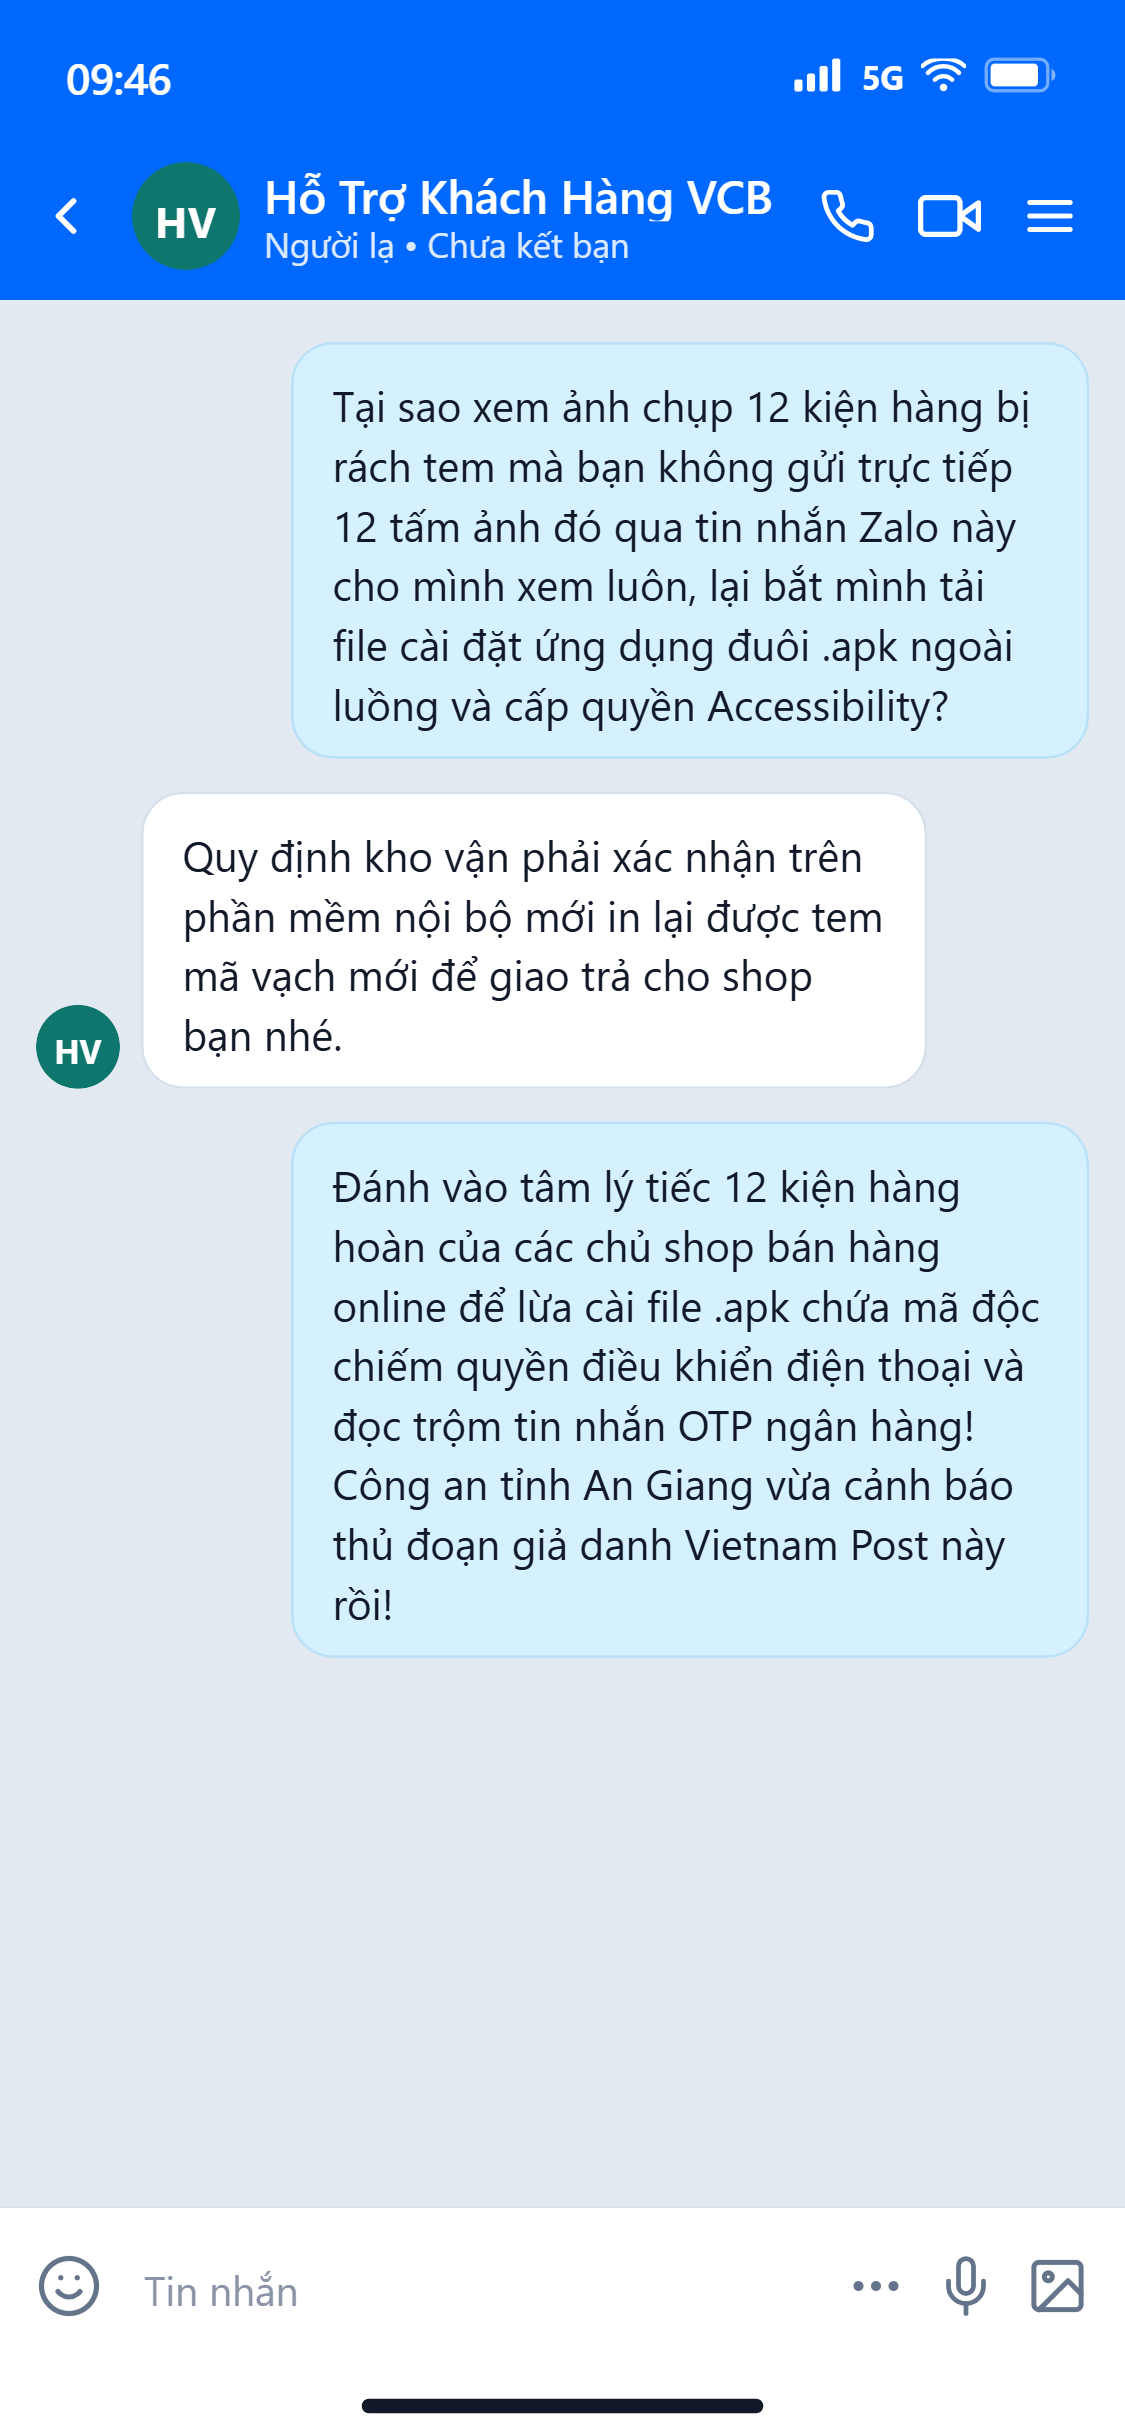 09:46
5G
HV
Hỗ Trợ Khách Hàng VCB
Người lạ • Chưa kết bạn
Tại sao xem ảnh chụp 12 kiện hàng bị
rách tem mà bạn không gửi trực tiếp
12 tấm ảnh đó qua tin nhắn Zalo này
cho mình xem luôn, lại bắt mình tải
file cài đặt ứng dụng đuôi .apk ngoài
luồng và cấp quyền Accessibility?
Quy định kho vận phải xác nhận trên
phần mềm nội bộ mới in lại được tem
mã vạch mới để giao trả cho shop
bạn nhé.
HV
Đánh vào tâm lý tiếc 12 kiện hàng
hoàn của các chủ shop bán hàng
online để lừa cài file .apk chứa mã độc
chiếm quyền điều khiển điện thoại và
đọc trộm tin nhắn OTP ngân hàng!
Công an tỉnh An Giang vừa cảnh báo
thủ đoạn giả danh Vietnam Post này
rồi!
Tin nhắn